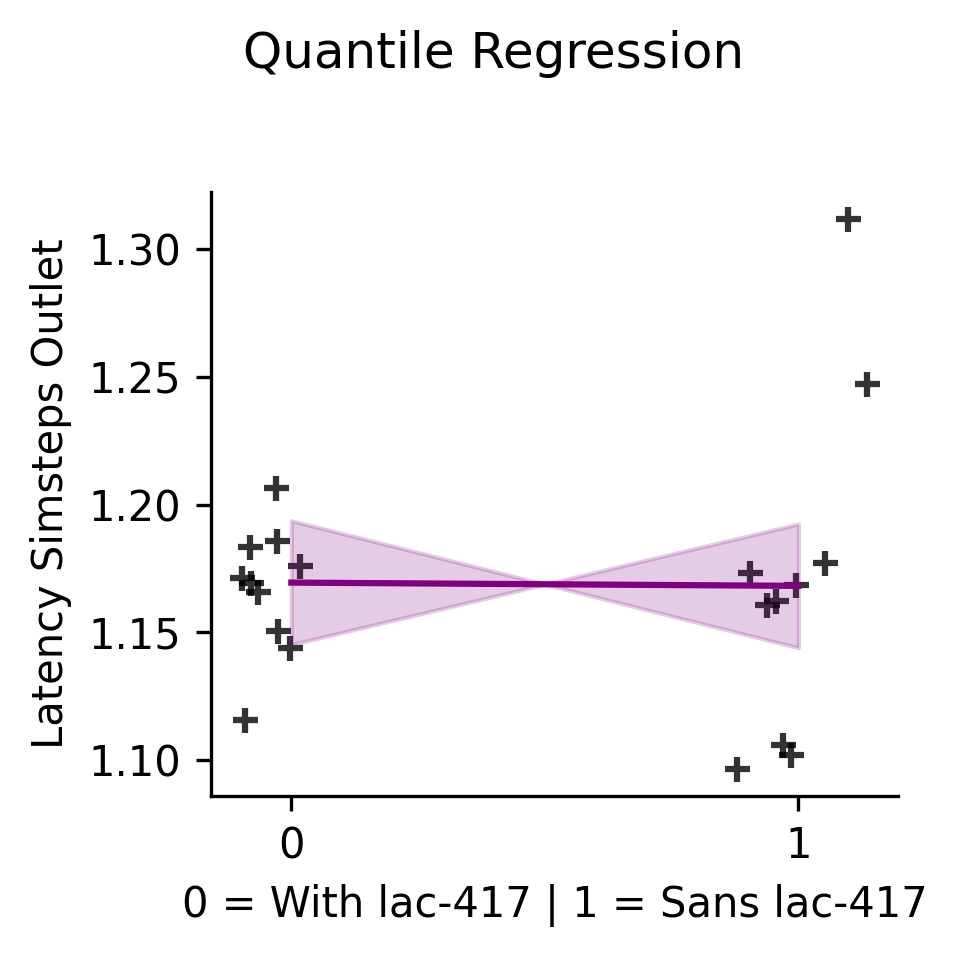 Quantile Regression
Latency Simsteps Outlet
1.30
1.25
1.20
1.15
1.10
0
1
0 = With lac-417 | 1 = Sans lac-417